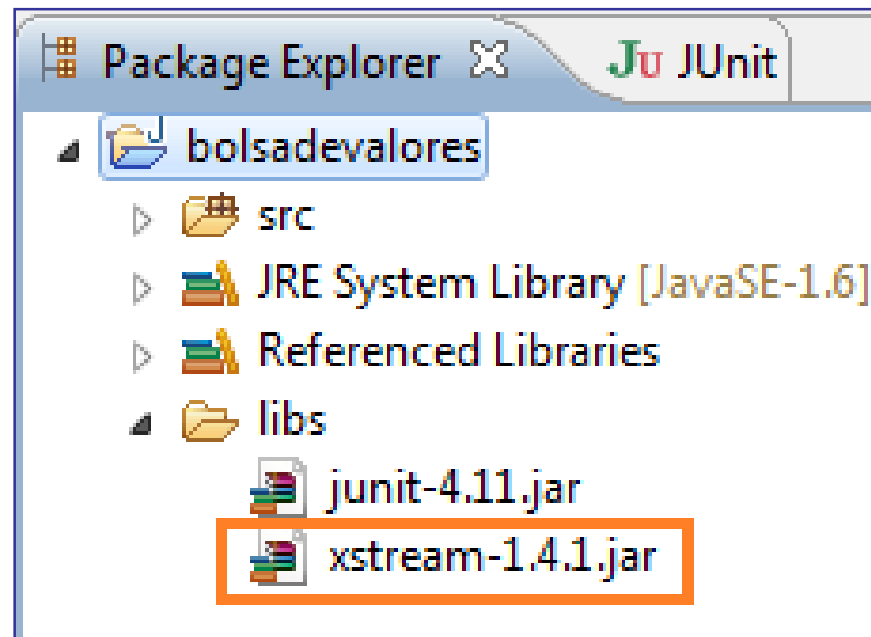 Package Explorer JU JUnit
bolsadevalores
src
JRE System Library [JavaSE-1.6]
Referenced Libraries
libs
junit-4.11.jar
xstream-1.4.1.jar